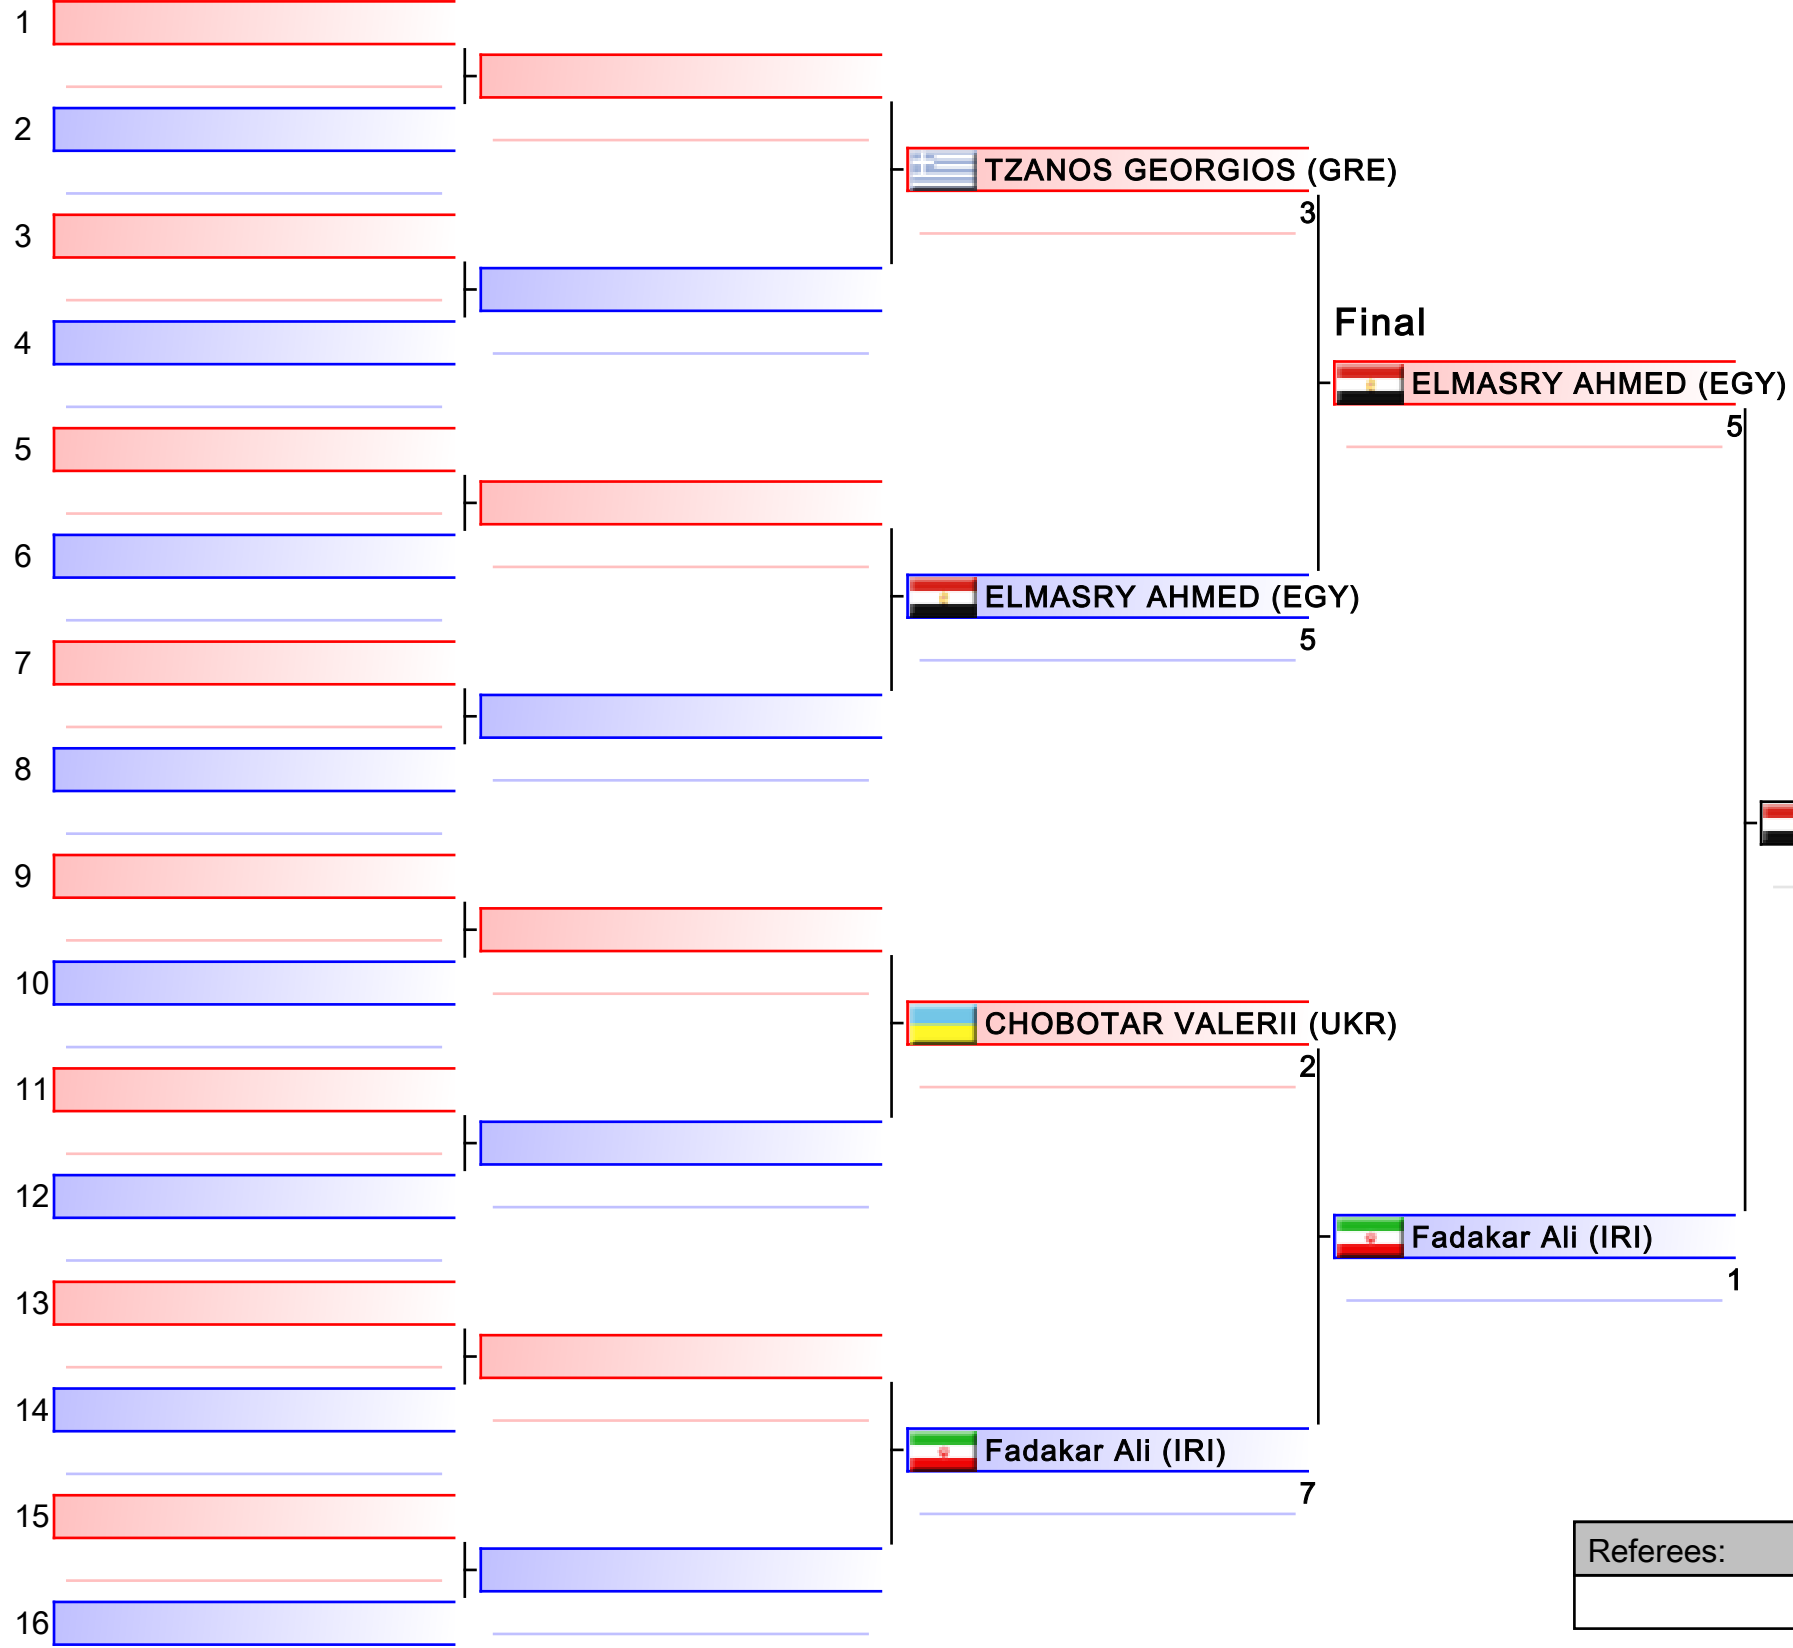 1
2
TZANOS GEORGIOS (GRE)
3
3
Final
4
ELMASRY AHMED (EGY)
5
5
6
ELMASRY AHMED (EGY)
5
7
8
9
10
CHOBOTAR VALERII (UKR)
2
11
12
Fadakar Ali (IRI)
1
13
14
Fadakar Ali (IRI)
7
15
Referees:
16